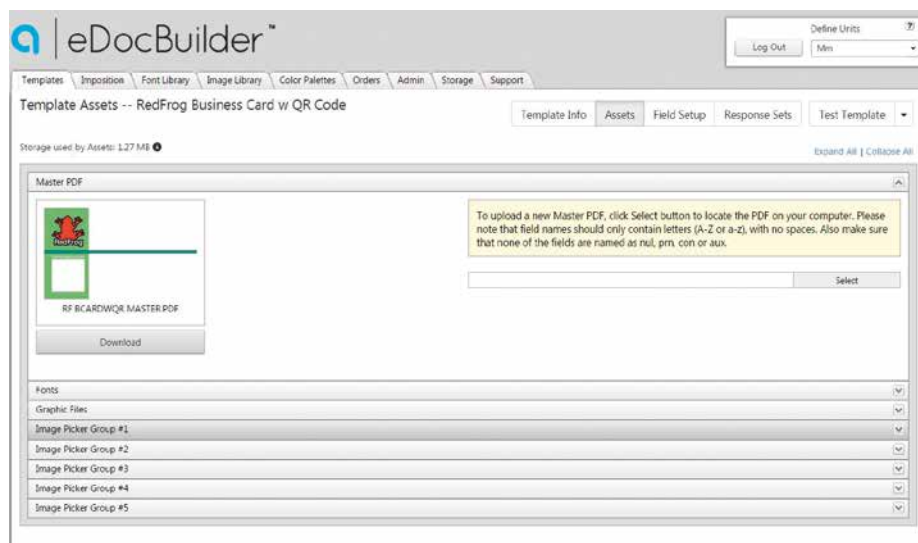 a | eDocBuilder™
Define Units ?
Log Out Mm
Templates Imposition Font Library Image Library Color Palettes Orders Admin Storage Support
Template Assets -- RedFrog Business Card w QR Code
Template Info Assets Field Setup Response Sets Test Template
Storage used by Assets: 1.27 MB
Expand All | Collapse All
Master PDF
To upload a new Master PDF, click Select button to locate the PDF on your computer. Please
note that field names should only contain letters (A-Z or a-z), with no spaces. Also make sure
that none of the fields are named as nul, prn, con or aux.
RedFrog
Select
RF BCARDWQR MASTER.PDF
Download
Fonts
Graphic Files
Image Picker Group #1
Image Picker Group #2
Image Picker Group #3
Image Picker Group #4
Image Picker Group #5